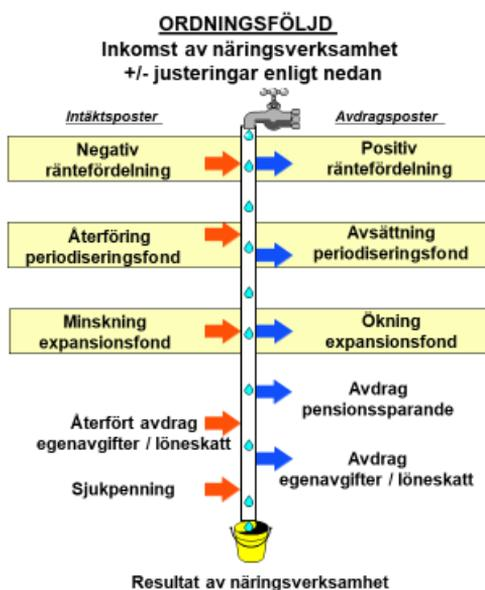 ORDNINGSFÖLJD
Inkomst av näringsverksamhet
+/- justeringar enligt nedan
Intäktsposter
Avdragsposter
Negativ
räntefördelning
Positiv
räntefördelning
Återföring
periodiseringsfond
Avsättning
periodiseringsfond
Minskning
expansionsfond
Ökning
expansionsfond
Avdrag
pensionssparande
Återfört avdrag
egenavgifter / löneskatt
Avdrag
egenavgifter / löneskatt
Sjukpenning
Resultat av näringsverksamhet